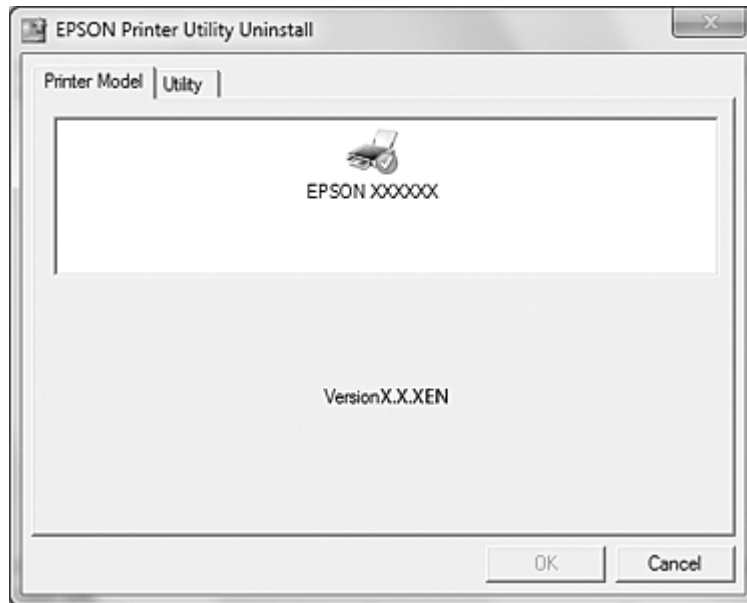 EPSON Printer Utility Uninstall
Printer Model
Utility
EPSON XXXXXX
VersionX.X.XEN
OK
Cancel